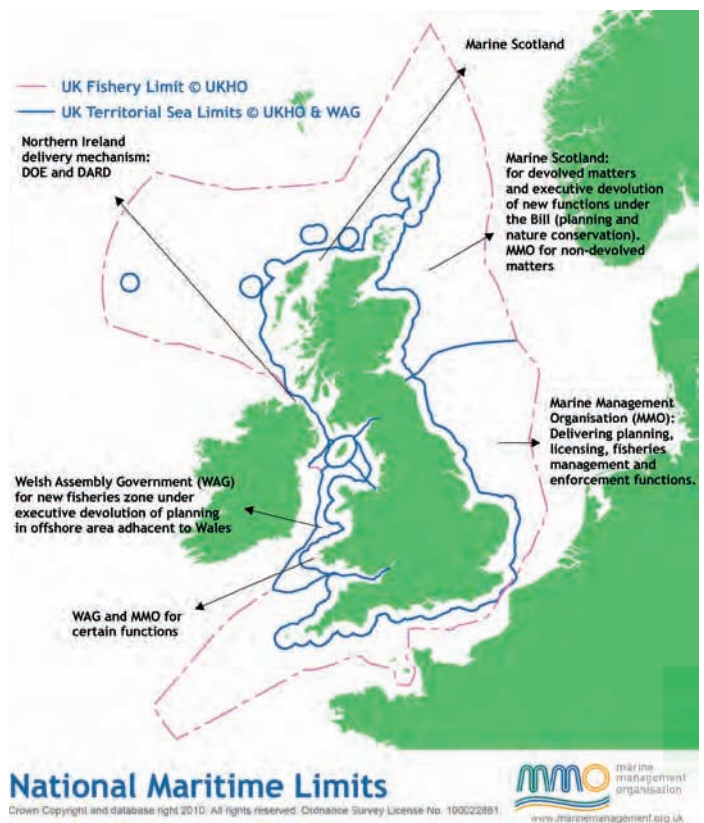 Marine Scotland
UK Fishery Limit © UKHO
UK Territorial Sea Limits © UKHO & WAG
Northern Ireland
delivery mechanism:
DOE and DARD
Marine Scotland:
for devolved matters
and executive devolution
of new functions under
the Bill (planning and
nature conservation).
MMO for non-devolved
matters
Marine Management
Organisation (MMO):
Delivering planning,
licensing, fisheries
management and
enforcement functions.
Welsh Assembly Government (WAG)
for new fisheries zone under
executive devolution of planning
in offshore area adjacent to Wales
WAG and MMO for
certain functions
National Maritime Limits
Crown Copyright and database right 2010. All rights reserved. Ordnance Survey License No. 100022861.
mmo
marine
management
organisation
www.marinemanagement.org.uk